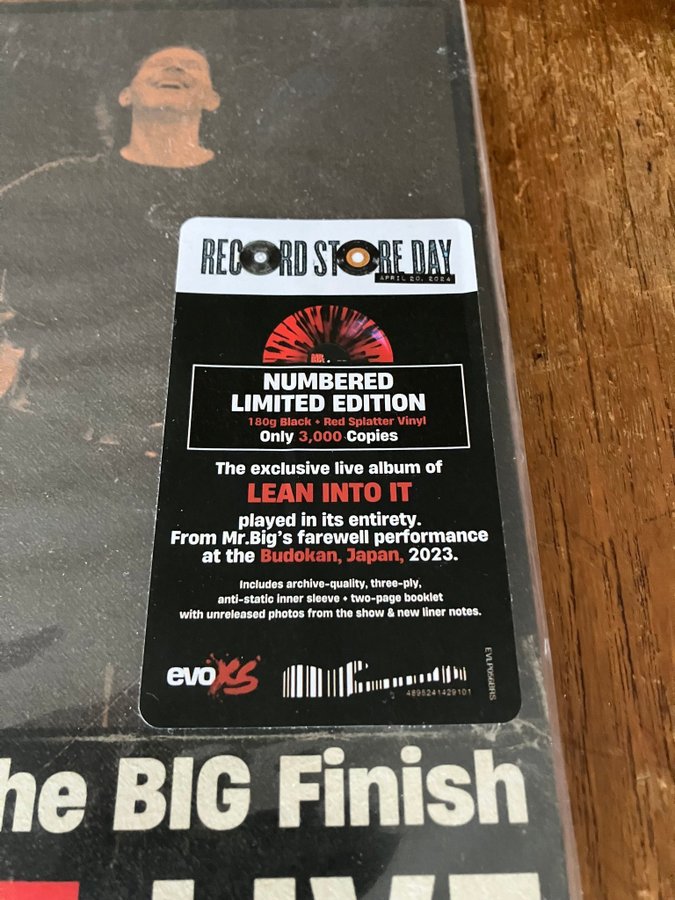 RECORD STORE DAY
APRIL 20, 2024
NUMBERED
LIMITED EDITION
180g Black + Red Splatter Vinyl
Only 3,000 Copies
The exclusive live album of
LEAN INTO IT
played in its entirety.
From Mr.Big's farewell performance
at the Budokan, Japan, 2023.
Includes archive-quality, three-ply,
anti-static inner sleeve + two-page booklet
with unreleased photos from the show & new liner notes.
evoXS
4895241429101
he BIG Finish
LIVE